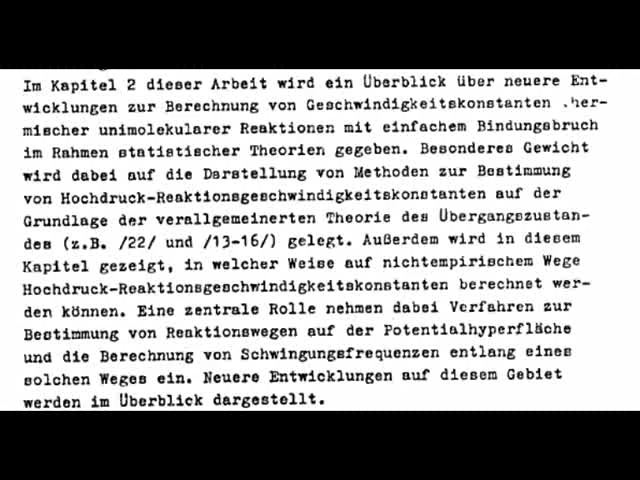 Im Kapitel 2 dieser Arbeit wird ein Überblick über neuere Ent-
wicklungen zur Berechnung von Geschwindigkeitskonstanten
mischer unimolekularer Reaktionen mit einfachem Bindungsbruch
im Rahmen statistischer Theorien gegeben. Besonderes Gewicht
wird dabei auf die Darstellung von Methoden zur Bestimmung
von Hochdruck-Reaktionsgeschwindigkeitskonstanten auf der
Grundlage der verallgemeinerten Theorie des Übergangszustan-
des (z.B. /22/ und /13-16/) gelegt. Außerdem wird in diesem
Kapitel gezeigt, in welcher Weise auf nichtempirischem Wege
Hochdruck-Reaktionsgeschwindigkeitskonstanten berechnet wer-
den können. Eine zentrale Rolle nehmen dabei Verfahren zur
Bestimmung von Reaktionswegen auf der Potentialhyperfläche
und die Berechnung von Schwingungsfrequenzen entlang eines
solchen Weges ein. Neuere Entwicklungen auf diesem Gebiet
werden im Überblick dargestellt.